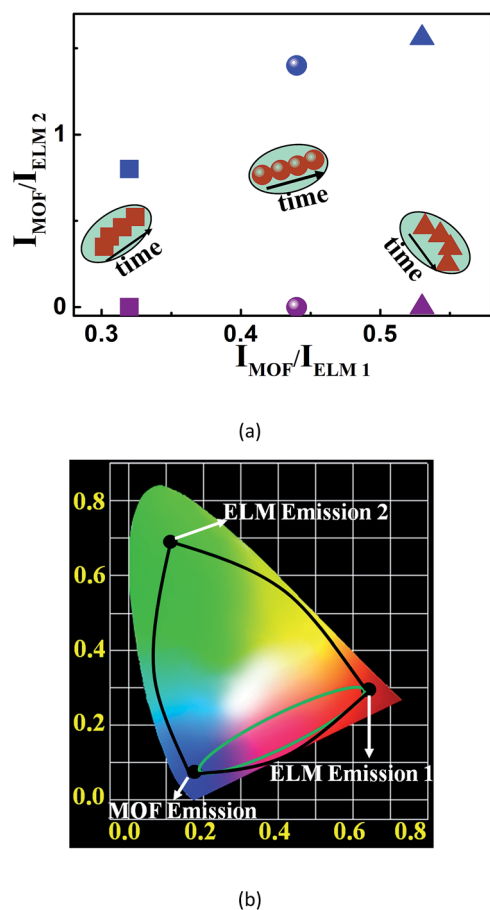 I_MOF/I_ELM 2
1
0
time
time
time
0.3
0.4
0.5
I_MOF/I_ELM 1
(a)
0.8
ELM Emission 2
0.6
0.4
0.2
ELM Emission 1
0.0
MOF Emission
0.0
0.2
0.4
0.6
0.8
(b)